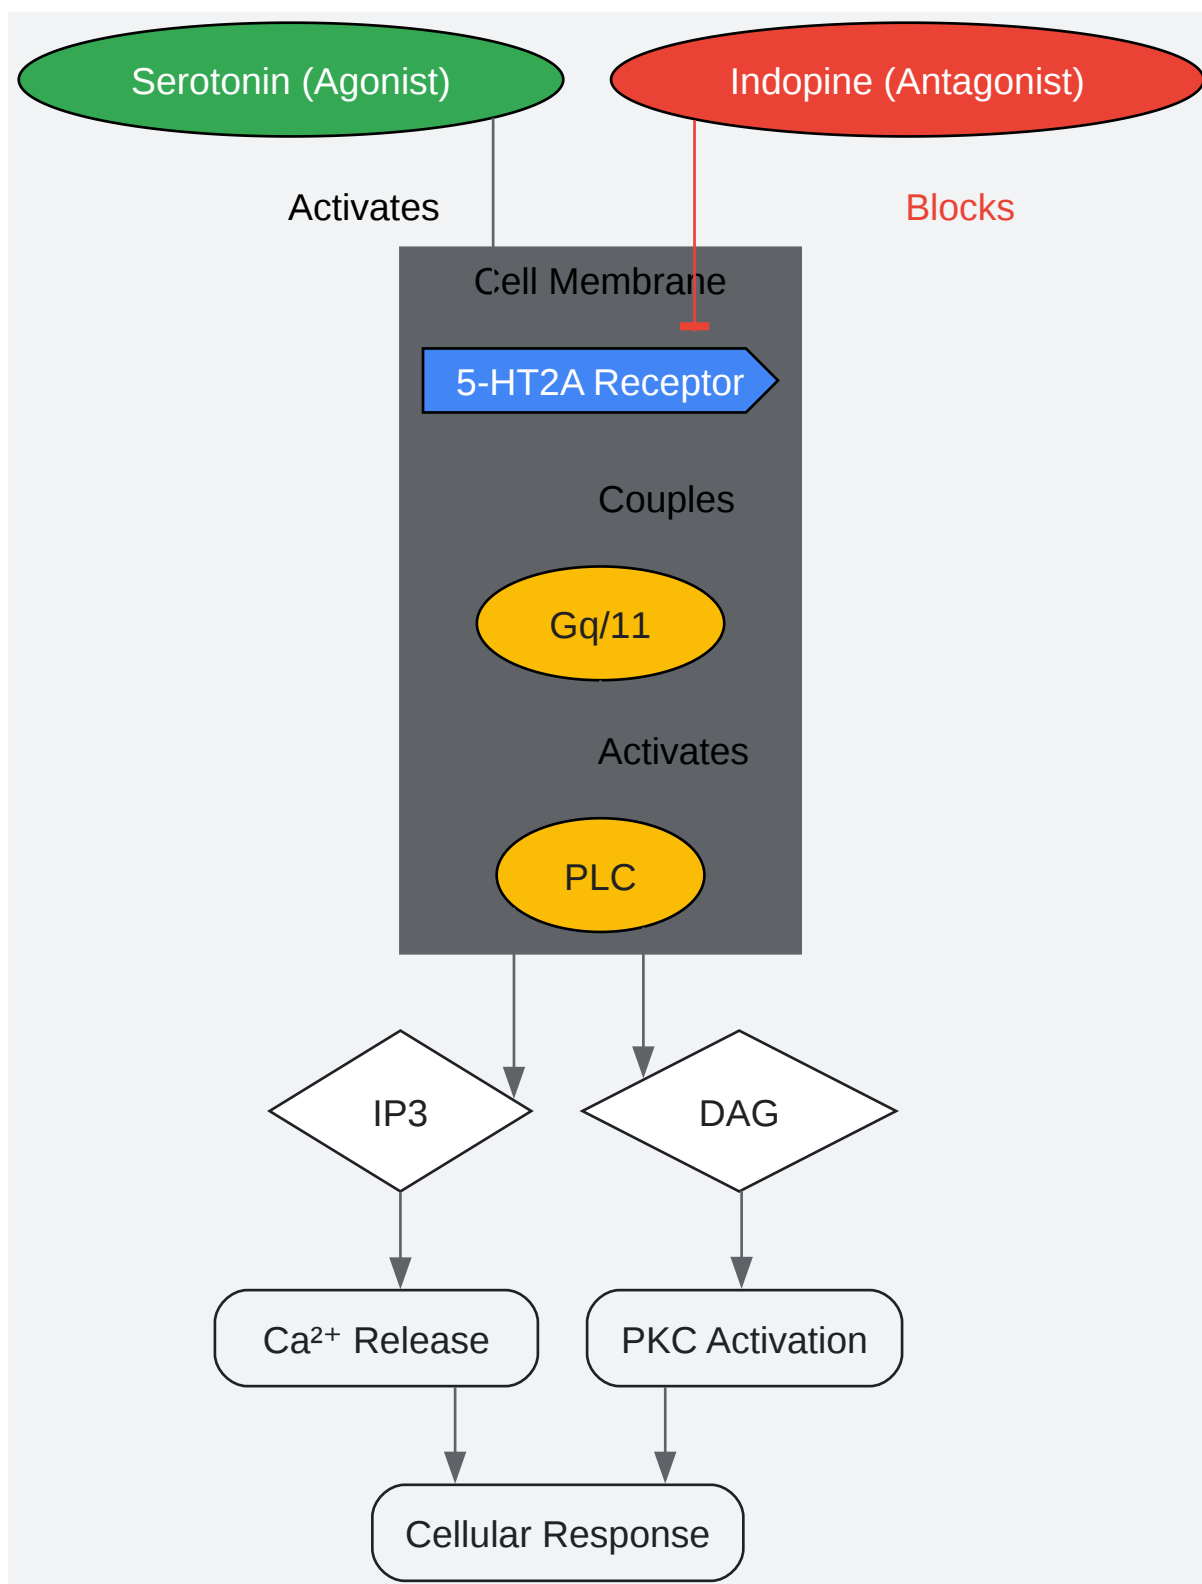 Serotonin (Agonist)
Indopine (Antagonist)
Activates
Blocks
Cell Membrane
5-HT2A Receptor
Couples
Gq/11
Activates
PLC
IP3
DAG
Ca²⁺ Release
PKC Activation
Cellular Response